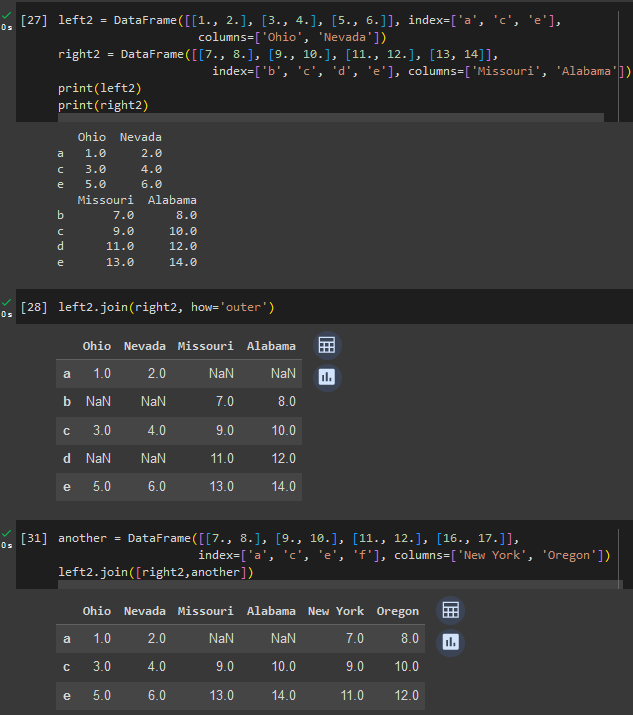 [27] left2 = DataFrame([[1., 2.], [3., 4.], [5., 6.]], index=['a', 'c', 'e'],
columns=['Ohio', 'Nevada'])
0s
right2 = DataFrame([[7., 8.], [9., 10.], [11., 12.], [13, 14]],
index=['b', 'c', 'd', 'e'], columns=['Missouri', 'Alabama'])
print(left2)
print(right2)
Ohio Nevada
a 1.0 2.0
c 3.0 4.0
e 5.0 6.0
Missouri Alabama
b 7.0 8.0
c 9.0 10.0
d 11.0 12.0
e 13.0 14.0
[28] left2.join(right2, how='outer')
0s
Ohio Nevada Missouri Alabama
a 1.0 2.0 NaN NaN
b NaN NaN 7.0 8.0
c 3.0 4.0 9.0 10.0
d NaN NaN 11.0 12.0
e 5.0 6.0 13.0 14.0
[31] another = DataFrame([[7., 8.], [9., 10.], [11., 12.], [16., 17.]],
0s
index=['a', 'c', 'e', 'f'], columns=['New York', 'Oregon'])
left2.join([right2,another])
Ohio Nevada Missouri Alabama New York Oregon
a 1.0 2.0 NaN NaN 7.0 8.0
c 3.0 4.0 9.0 10.0 9.0 10.0
e 5.0 6.0 13.0 14.0 11.0 12.0